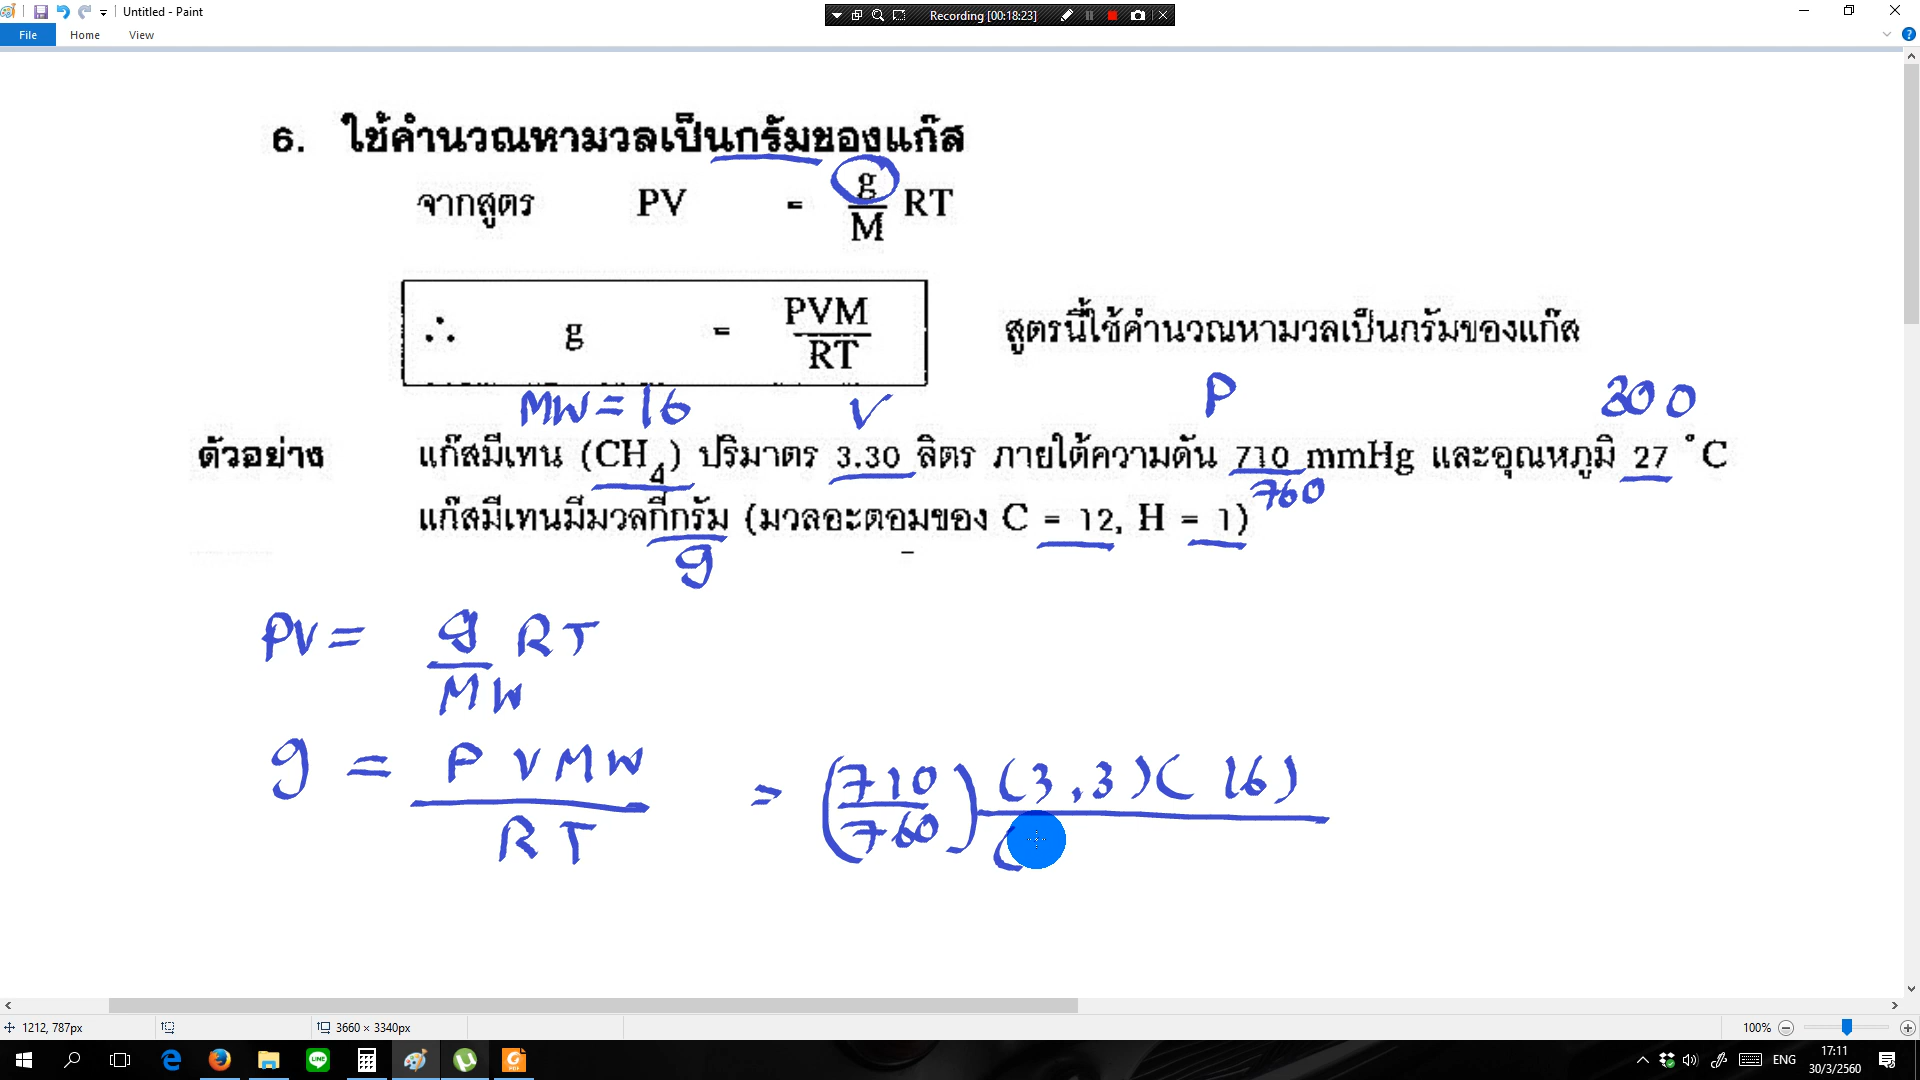 Untitled - Paint
Recording [00:18:23]
File Home View
6. ใช้คำนวณหามวลเป็นกรัมของแก๊ส
จากสูตร PV = g/M RT
∴ g = PVM/RT สูตรนี้ใช้คำนวณหามวลเป็นกรัมของแก๊ส
MW = 16 V P 300
ตัวอย่าง แก๊สมีเทน (CH4) ปริมาตร 3.30 ลิตร ภายใต้ความดัน 710 mmHg และอุณหภูมิ 27 °C
760
แก๊สมีเทนมีมวลกี่กรัม (มวลอะตอมของ C = 12, H = 1)
g
PV = g/MW RT
g = PVMW/RT = (710/760) (3,3)(16)
(
1212, 787px 3660 × 3340px 100%
ENG 17:11
30/3/2560